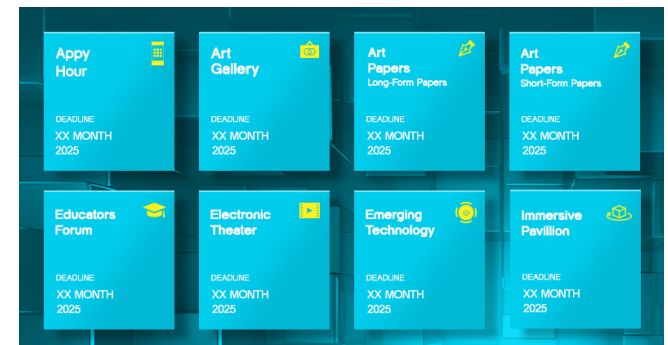 Appy
Hour
DEADLINE
XX MONTH
2025
Art
Gallery
DEADLINE
XX MONTH
2025
Art
Papers
Long-Form Papers
DEADLINE
XX MONTH
2025
Art
Papers
Short-Form Papers
DEADLINE
XX MONTH
2025
Educators
Forum
DEADLINE
XX MONTH
2025
Electronic
Theater
DEADLINE
XX MONTH
2025
Emerging
Technology
DEADLINE
XX MONTH
2025
Immersive
Pavillion
DEADLINE
XX MONTH
2025